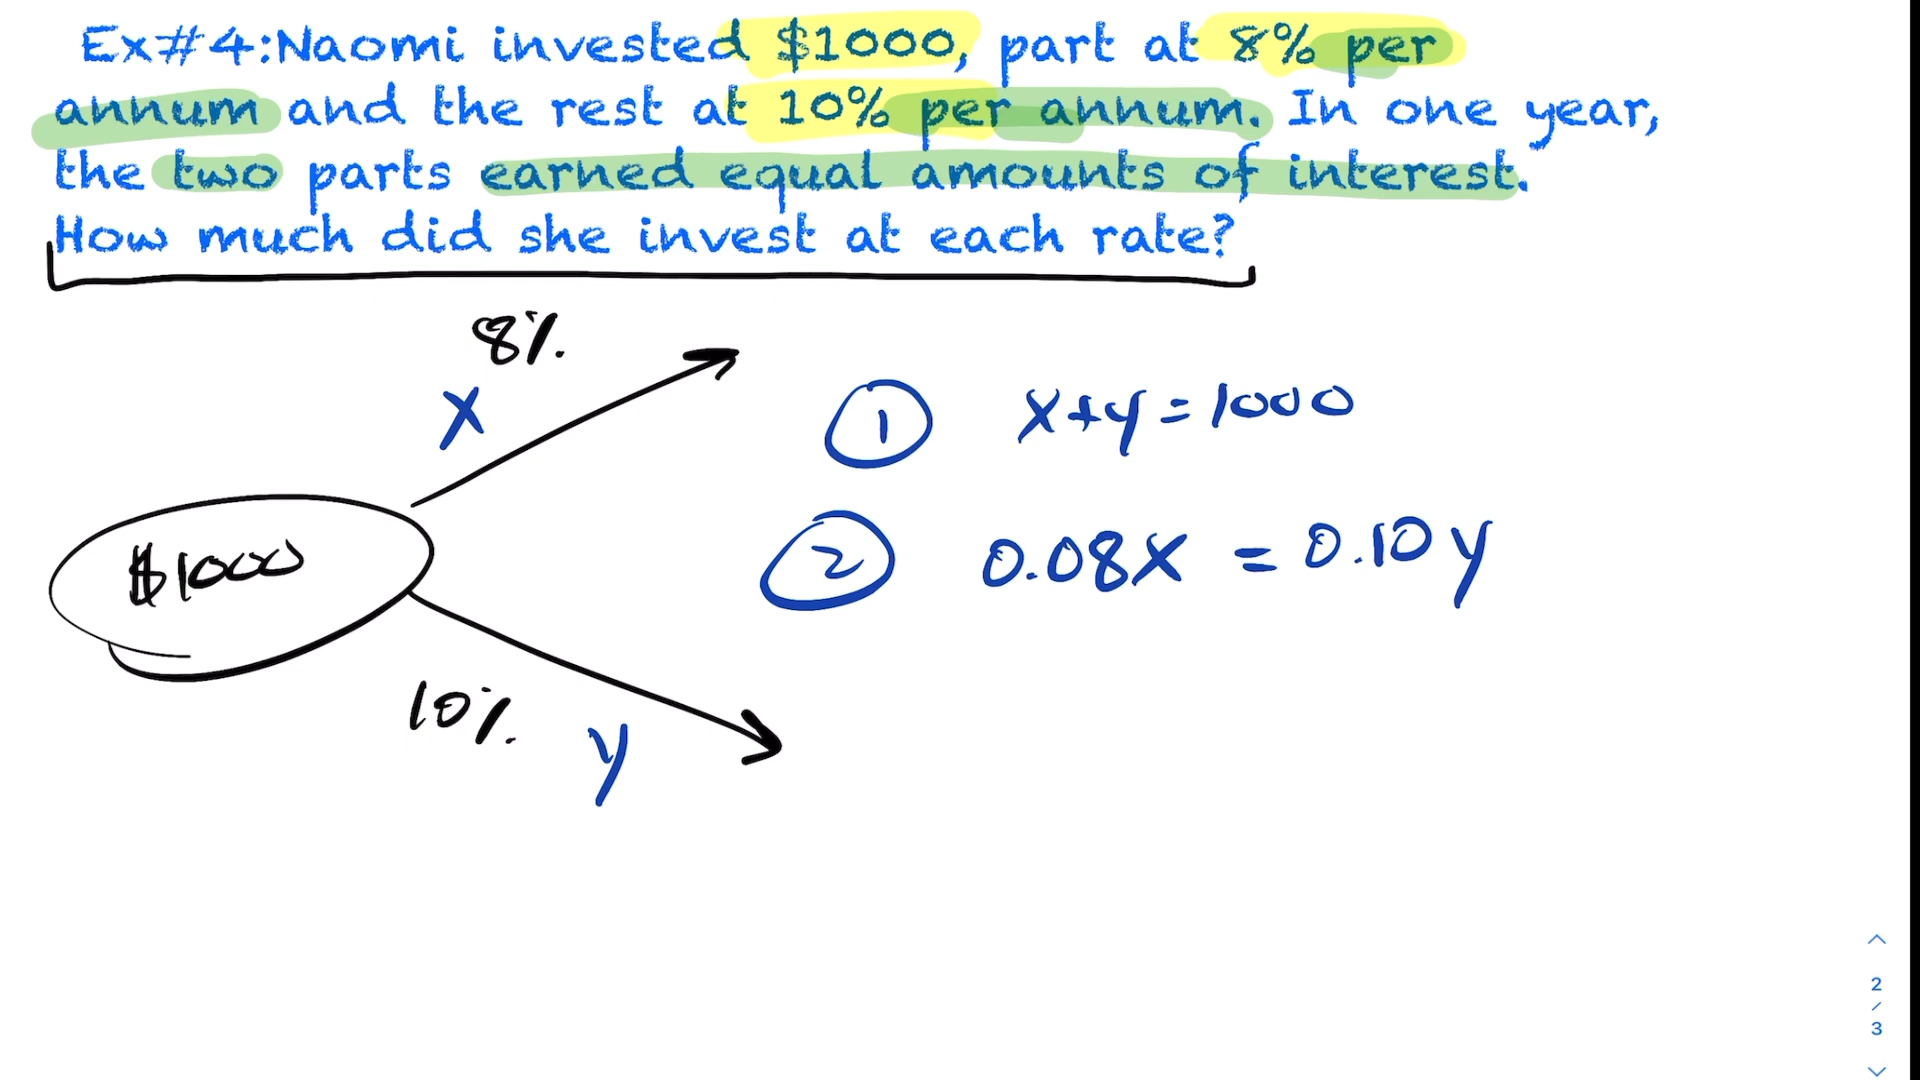 Ex#4:Naomi invested $1000, part at 8% per
annum and the rest at 10% per annum. In one year,
the two parts earned equal amounts of interest.
How much did she invest at each rate?
8%.
X
1 x+y=1000
$1000
2 0.08x = 0.10y
10%.
y
2
/
3